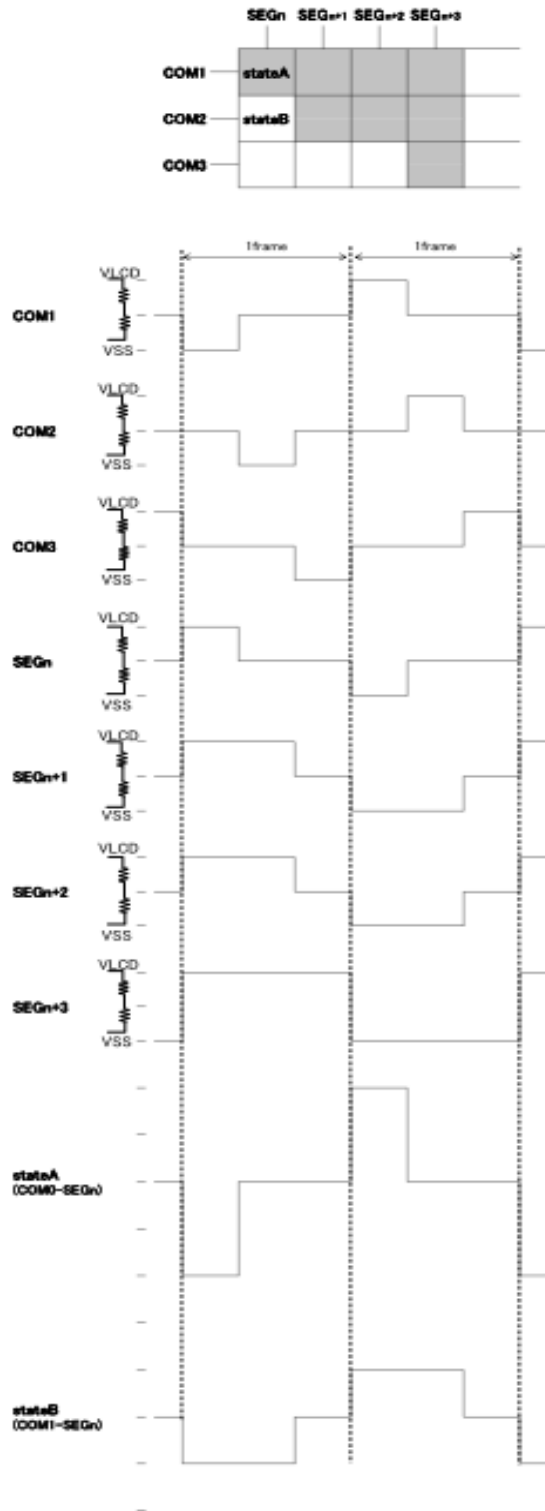 SEGn SEGn+1 SEGn+2 SEGn+3
COM1 stateA
COM2 stateB
COM3
1frame 1frame
VLCD
COM1
VSS
VLCD
COM2
VSS
VLCD
COM3
VSS
VLCD
SEGn
VSS
VLCD
SEGn+1
VSS
VLCD
SEGn+2
VSS
VLCD
SEGn+3
VSS
stateA
(COM0-SEGn)
stateB
(COM1-SEGn)